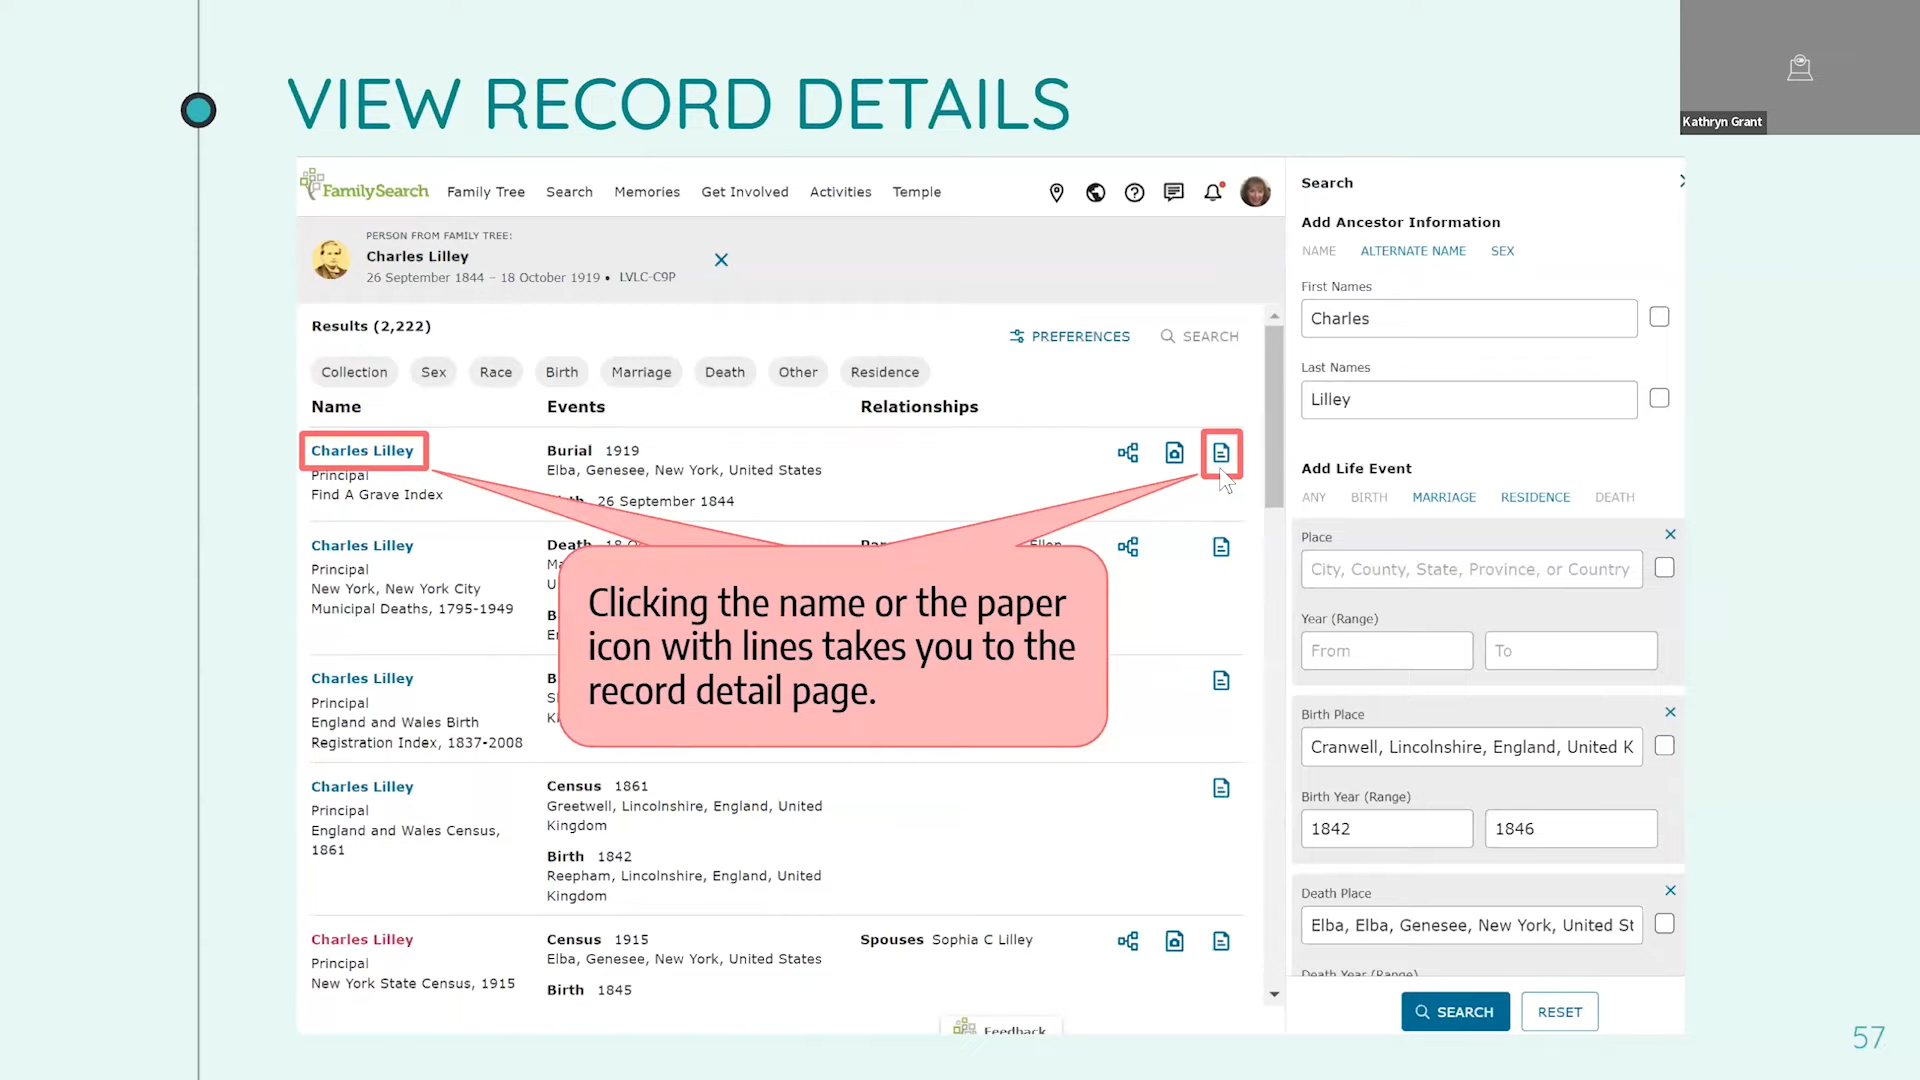 VIEW RECORD DETAILS
Kathryn Grant
FamilySearch
Family Tree
Search
Memories
Get Involved
Activities
Temple
PERSON FROM FAMILY TREE:
Charles Lilley
26 September 1844 – 18 October 1919 • LVLC-C9P
Results (2,222)
PREFERENCES
SEARCH
Collection
Sex
Race
Birth
Marriage
Death
Other
Residence
Name
Events
Relationships
Charles Lilley
Principal
Find A Grave Index
Burial 1919
Elba, Genesee, New York, United States
26 September 1844
Charles Lilley
Principal
New York, New York City
Municipal Deaths, 1795-1949
Death
Charles Lilley
Principal
England and Wales Birth
Registration Index, 1837-2008
Clicking the name or the paper
icon with lines takes you to the
record detail page.
Charles Lilley
Principal
England and Wales Census,
1861
Census 1861
Greetwell, Lincolnshire, England, United
Kingdom
Birth 1842
Reepham, Lincolnshire, England, United
Kingdom
Charles Lilley
Principal
New York State Census, 1915
Census 1915
Elba, Genesee, New York, United States
Birth 1845
Spouses Sophia C Lilley
Feedback
Search
Add Ancestor Information
NAME
ALTERNATE NAME
SEX
First Names
Charles
Last Names
Lilley
Add Life Event
ANY
BIRTH
MARRIAGE
RESIDENCE
DEATH
Place
City, County, State, Province, or Country
Year (Range)
From
To
Birth Place
Cranwell, Lincolnshire, England, United K
Birth Year (Range)
1842
1846
Death Place
Elba, Elba, Genesee, New York, United St
Death Year (Range)
SEARCH
RESET
57